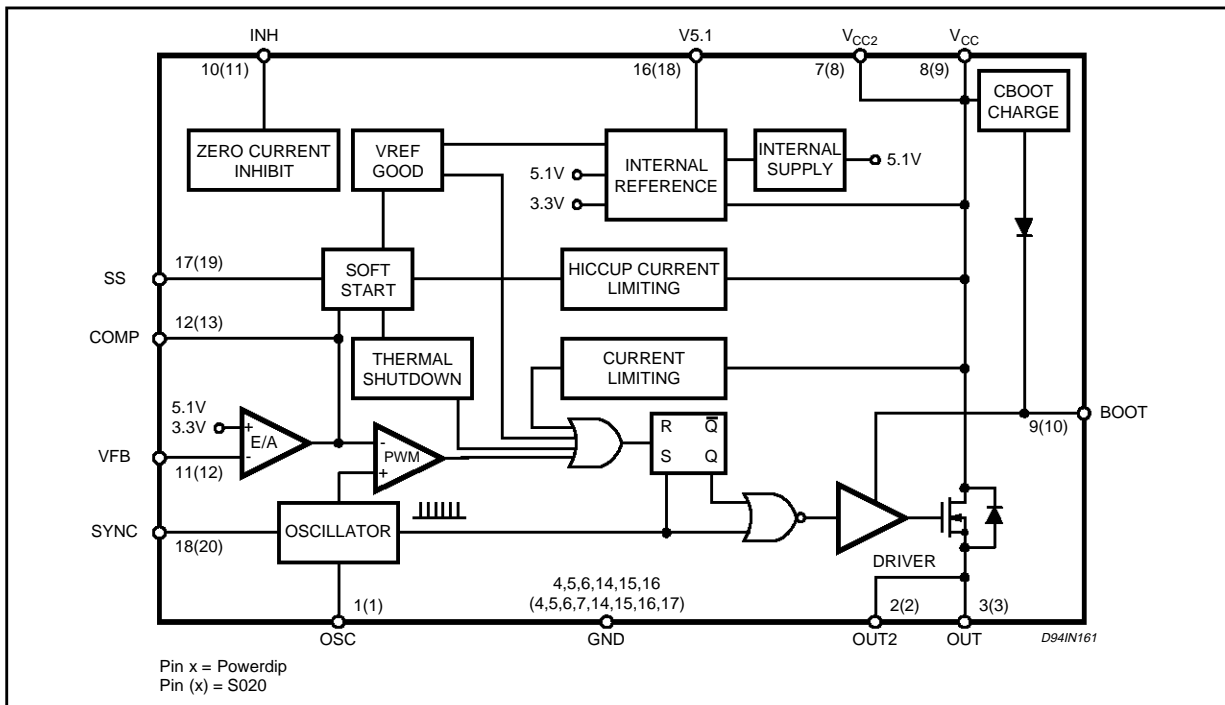 INH
V5.1
VCC2
VCC
10(11)
16(18)
7(8)
8(9)
CBOOT
CHARGE
ZERO CURRENT
INHIBIT
VREF
GOOD
INTERNAL
REFERENCE
INTERNAL
SUPPLY
5.1V
5.1V
3.3V
SS
17(19)
SOFT
START
HICCUP CURRENT
LIMITING
COMP
12(13)
THERMAL
SHUTDOWN
CURRENT
LIMITING
5.1V
3.3V
+
-
E/A
VFB
11(12)
-
+
PWM
R
Q̅
S
Q
BOOT
9(10)
SYNC
18(20)
OSCILLATOR
DRIVER
4,5,6,14,15,16
(4,5,6,7,14,15,16,17)
1(1)
2(2)
3(3)
OSC
GND
OUT2
OUT
D94IN161
Pin x = Powerdip
Pin (x) = S020